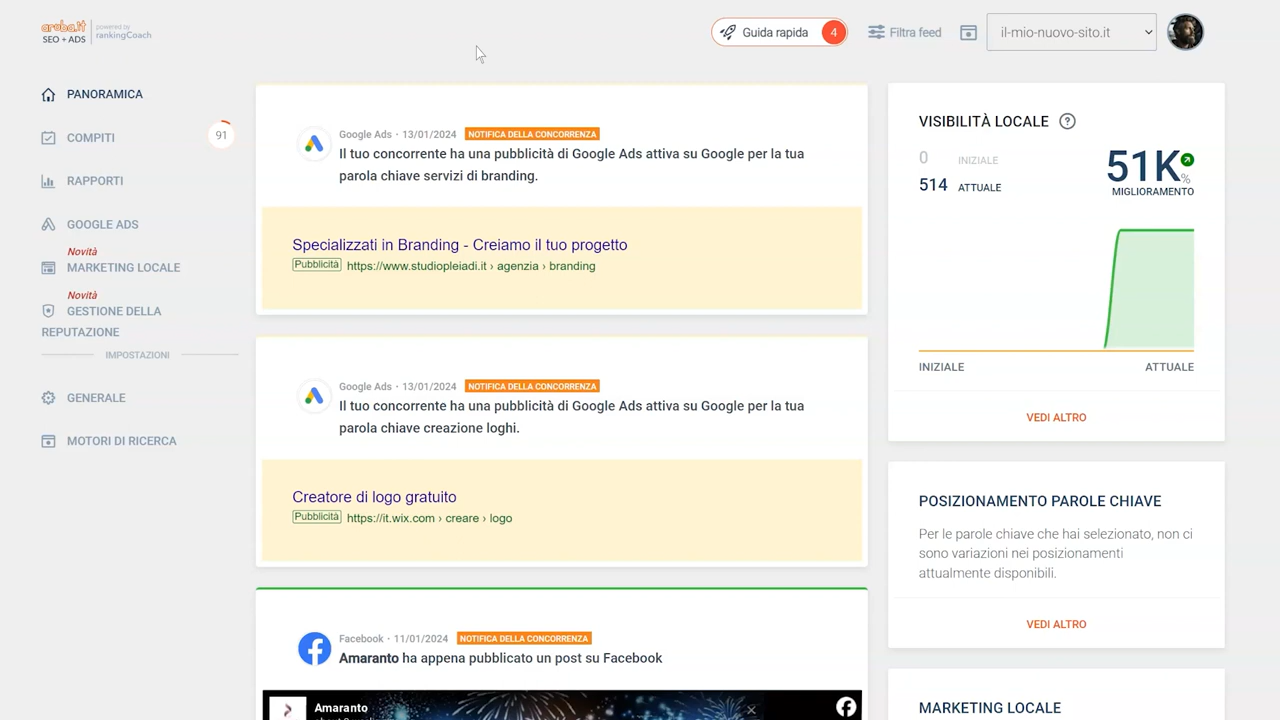 aruba.it
SEO + ADS
powered by
rankingCoach
Guida rapida
4
Filtra feed
il-mio-nuovo-sito.it
PANORAMICA
COMPITI
91
RAPPORTI
GOOGLE ADS
Novità
MARKETING LOCALE
Novità
GESTIONE DELLA
REPUTAZIONE
IMPOSTAZIONI
GENERALE
MOTORI DI RICERCA
Google Ads · 13/01/2024 NOTIFICA DELLA CONCORRENZA
Il tuo concorrente ha una pubblicità di Google Ads attiva su Google per la tua
parola chiave servizi di branding.
Specializzati in Branding - Creiamo il tuo progetto
Pubblicità https://www.studiopleiadi.it › agenzia › branding
Google Ads · 13/01/2024 NOTIFICA DELLA CONCORRENZA
Il tuo concorrente ha una pubblicità di Google Ads attiva su Google per la tua
parola chiave creazione loghi.
Creatore di logo gratuito
Pubblicità https://it.wix.com › creare › logo
Facebook · 11/01/2024 NOTIFICA DELLA CONCORRENZA
Amaranto ha appena pubblicato un post su Facebook
Amaranto
VISIBILITÀ LOCALE ?
0 INIZIALE
514 ATTUALE
51K %
MIGLIORAMENTO
INIZIALE ATTUALE
VEDI ALTRO
POSIZIONAMENTO PAROLE CHIAVE
Per le parole chiave che hai selezionato, non ci
sono variazioni nei posizionamenti
attualmente disponibili.
VEDI ALTRO
MARKETING LOCALE